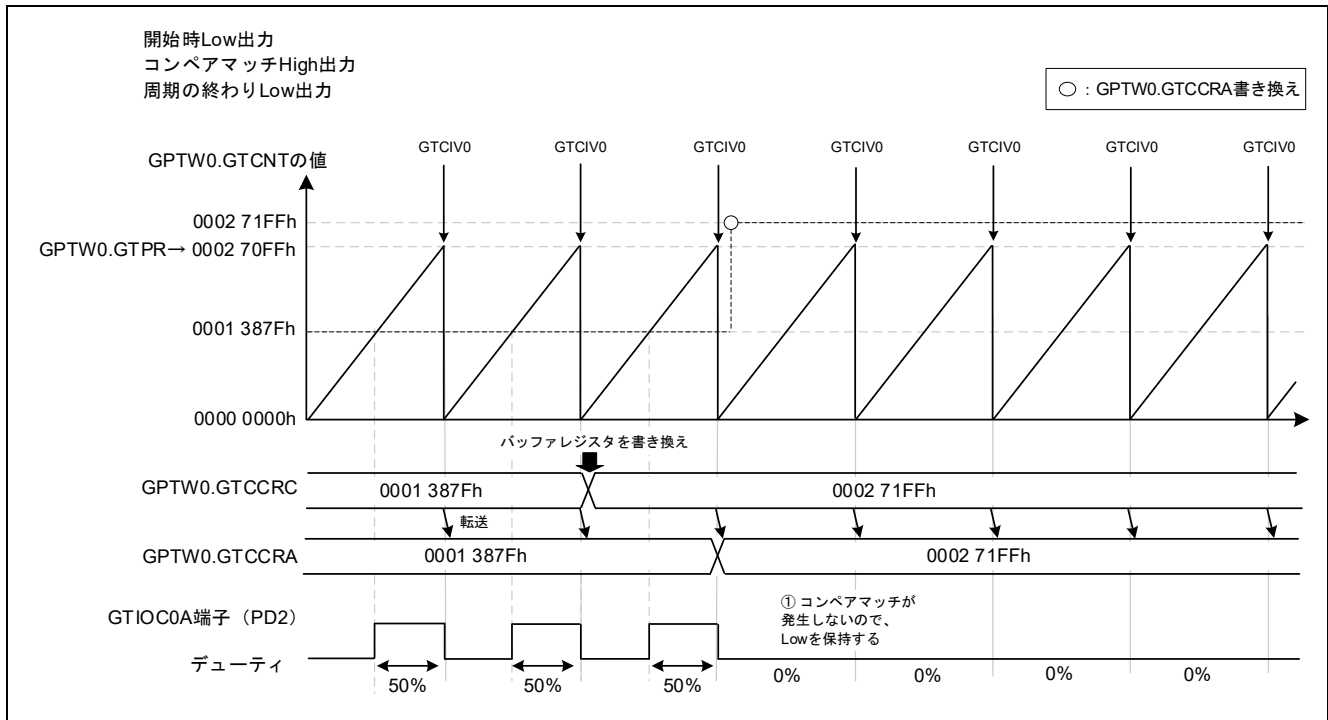 開始時Low出力
コンペアマッチHigh出力
周期の終わりLow出力
○ : GPTW0.GTCCRA書き換え
GTCIV0 GTCIV0 GTCIV0 GTCIV0 GTCIV0 GTCIV0 GTCIV0
GPTW0.GTCNTの値
0002 71FFh
GPTW0.GTPR→ 0002 70FFh
0001 387Fh
0000 0000h
バッファレジスタを書き換え
GPTW0.GTCCRC 0001 387Fh 0002 71FFh
転送
GPTW0.GTCCRA 0001 387Fh 0002 71FFh
① コンペアマッチが
発生しないので、
Lowを保持する
GTIOC0A端子（PD2）
デューティ
50% 50% 50% 0% 0% 0% 0%